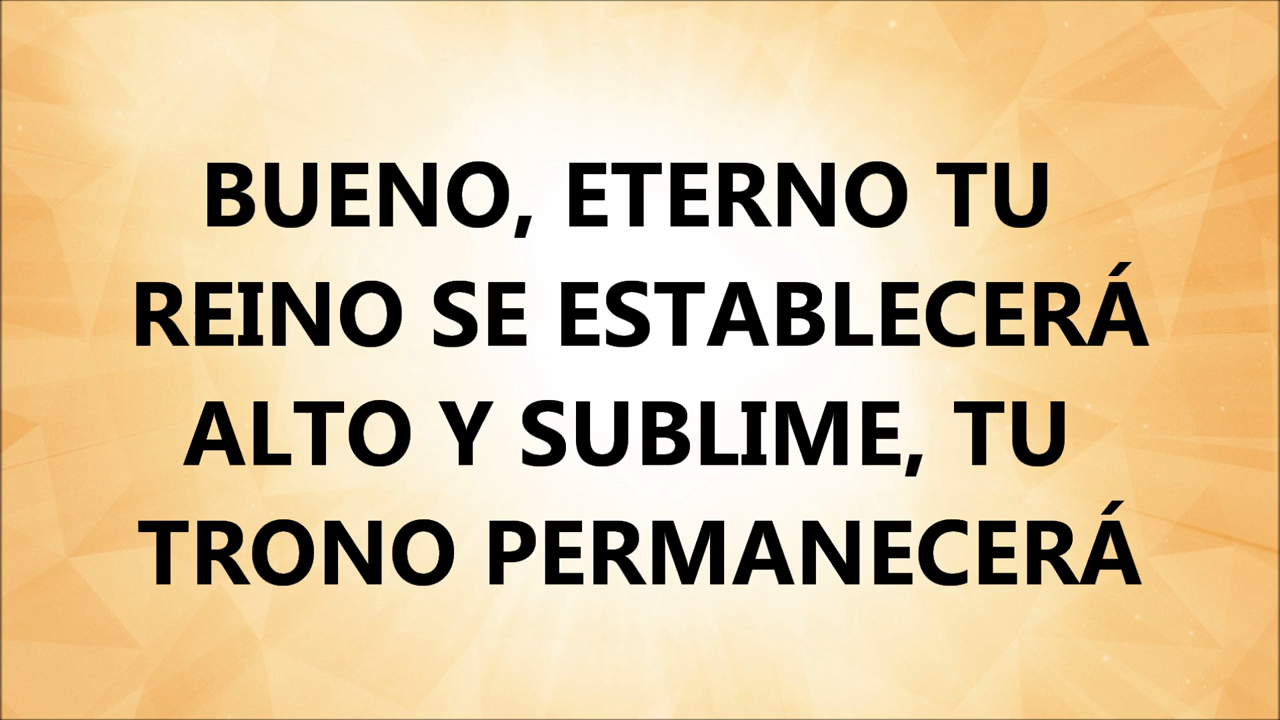 BUENO, ETERNO TU
REINO SE ESTABLECERÁ
ALTO Y SUBLIME, TU
TRONO PERMANECERÁ